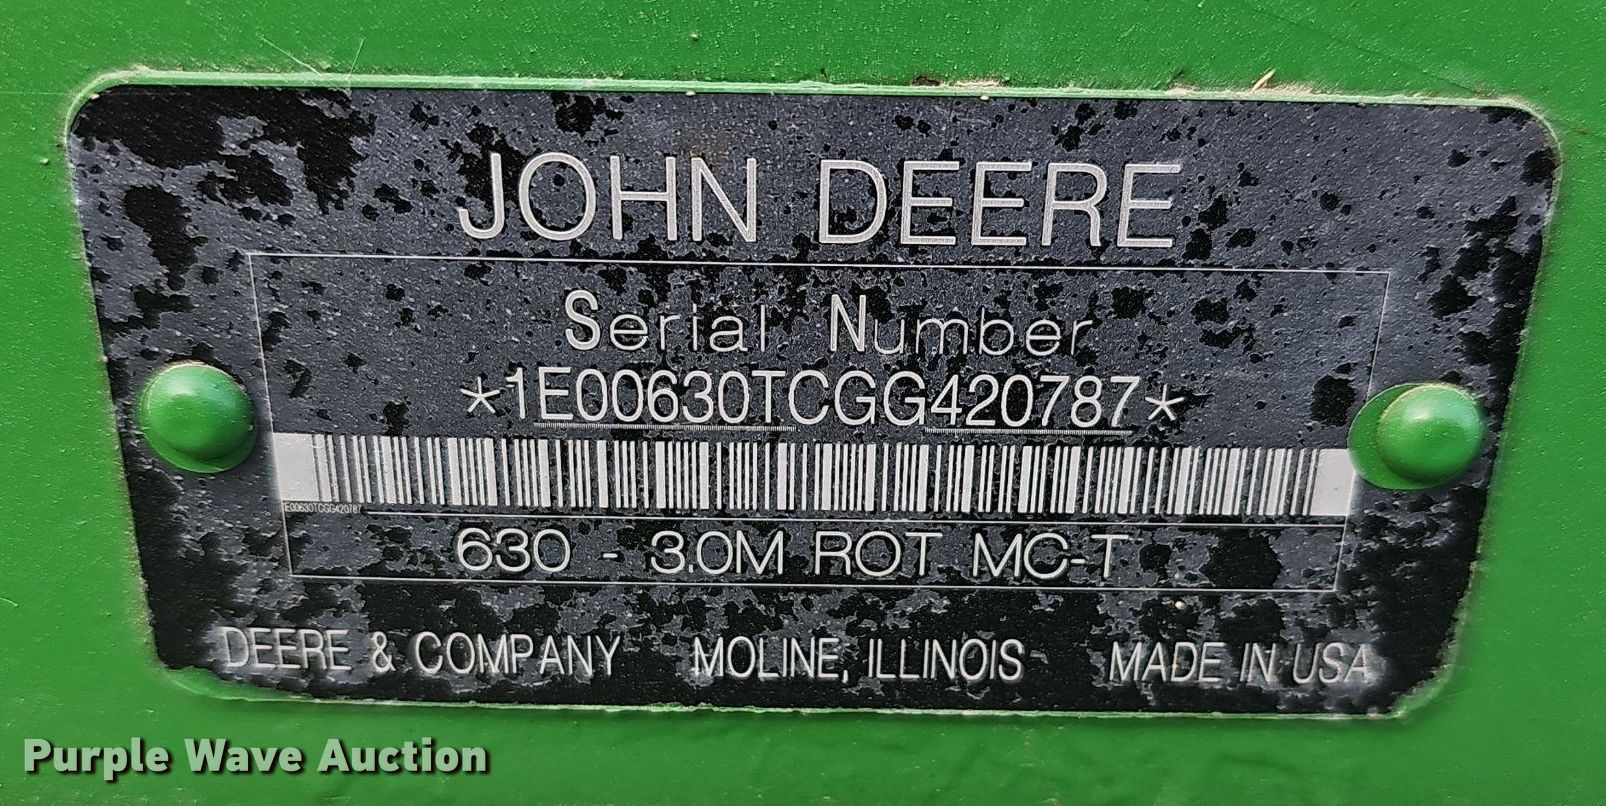 JOHN DEERE
Serial Number
*1E00630TCGG420787*
1E00630TCGG420787
630 - 3.0M ROT MC-T
DEERE & COMPANY MOLINE, ILLINOIS MADE IN USA
Purple Wave Auction